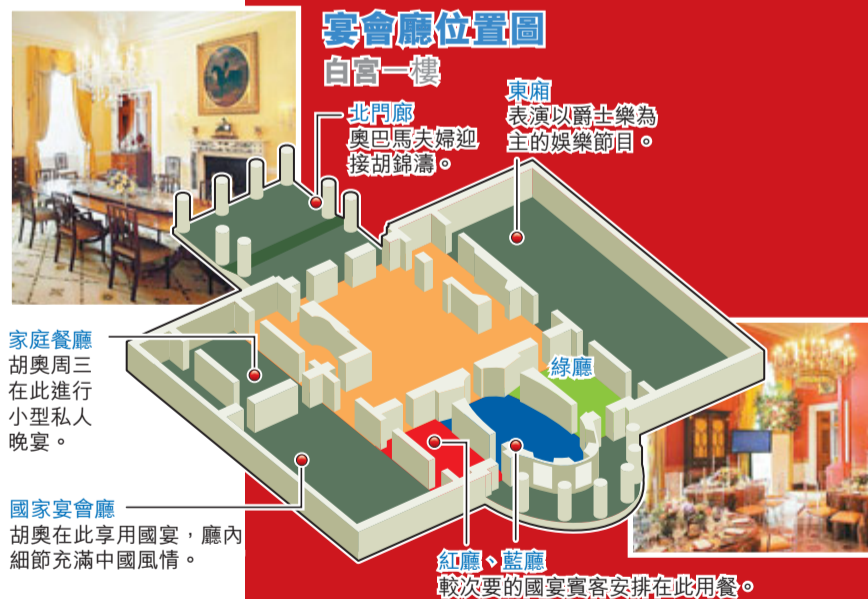 宴會廳位置圖
白宮一樓
北門廊
奧巴馬夫婦迎
接胡錦濤。
東廂
表演以爵士樂為
主的娛樂節目。
家庭餐廳
胡奧周三
在此進行
小型私人
晚宴。
綠廳
國家宴會廳
胡奧在此享用國宴，廳內
細節充滿中國風情。
紅廳、藍廳
較次要的國宴賓客安排在此用餐。